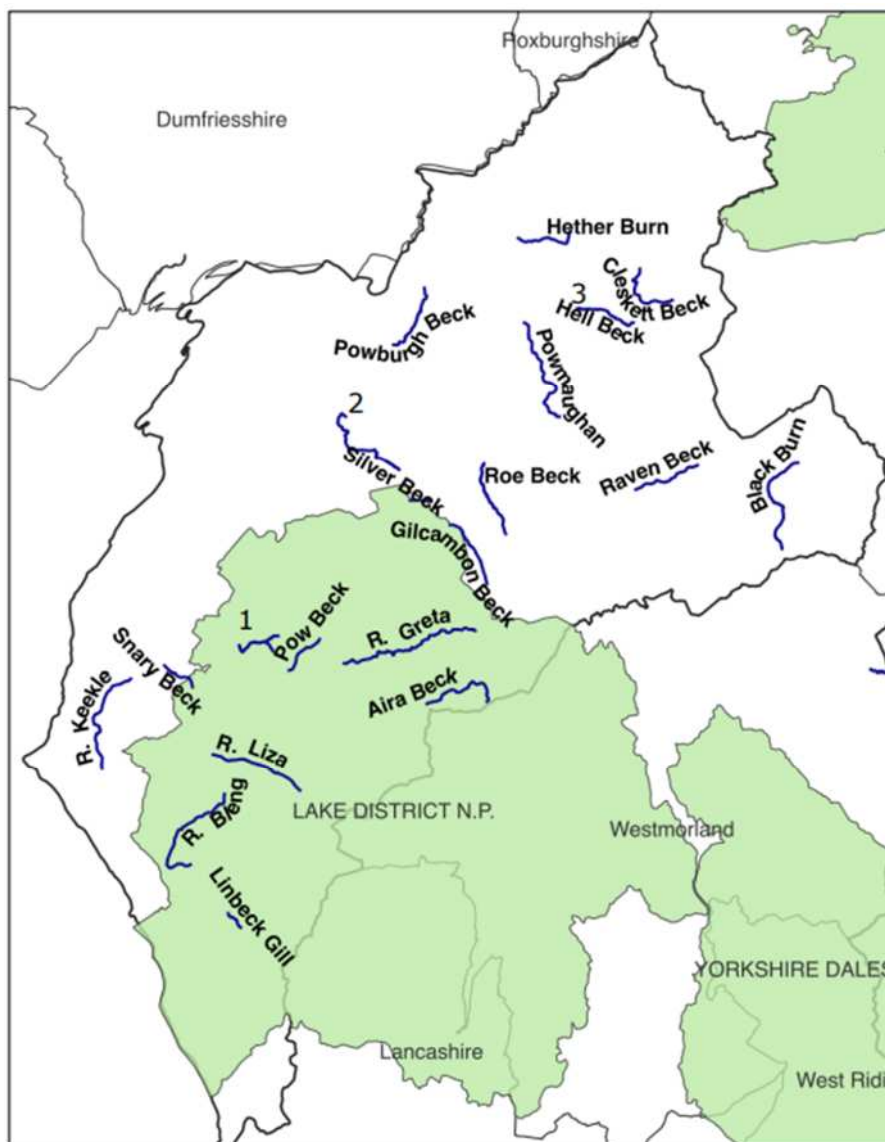 Roxburghshire
Dumfriesshire
Hether Burn
Cleskett Beck
3
Hell Beck
Powburgh Beck
Powmaughan
2
Silver Beck
Roe Beck
Raven Beck
Black Burn
Gilcambon Beck
1
Pow Beck
R. Greta
Snary Beck
R. Keekle
Aira Beck
R. Liza
LAKE DISTRICT N.P.
Westmorland
R. Bleng
Linbeck Gill
YORKSHIRE DALES
Lancashire
West Ridi